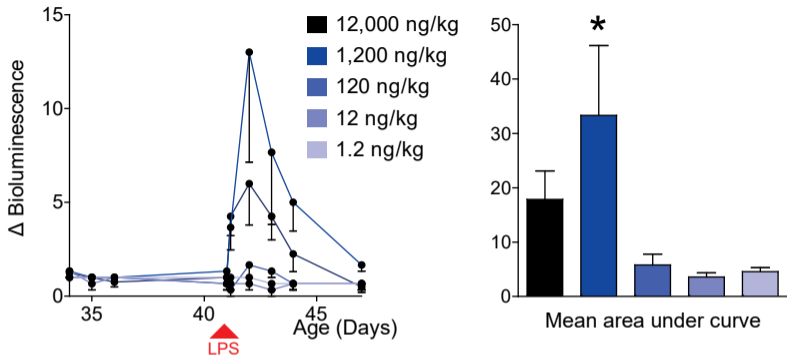 15
10
5
0
Δ Bioluminescence
35
40
45
Age (Days)
LPS
12,000 ng/kg
1,200 ng/kg
120 ng/kg
12 ng/kg
1.2 ng/kg
50
40
30
20
10
0
*
Mean area under curve